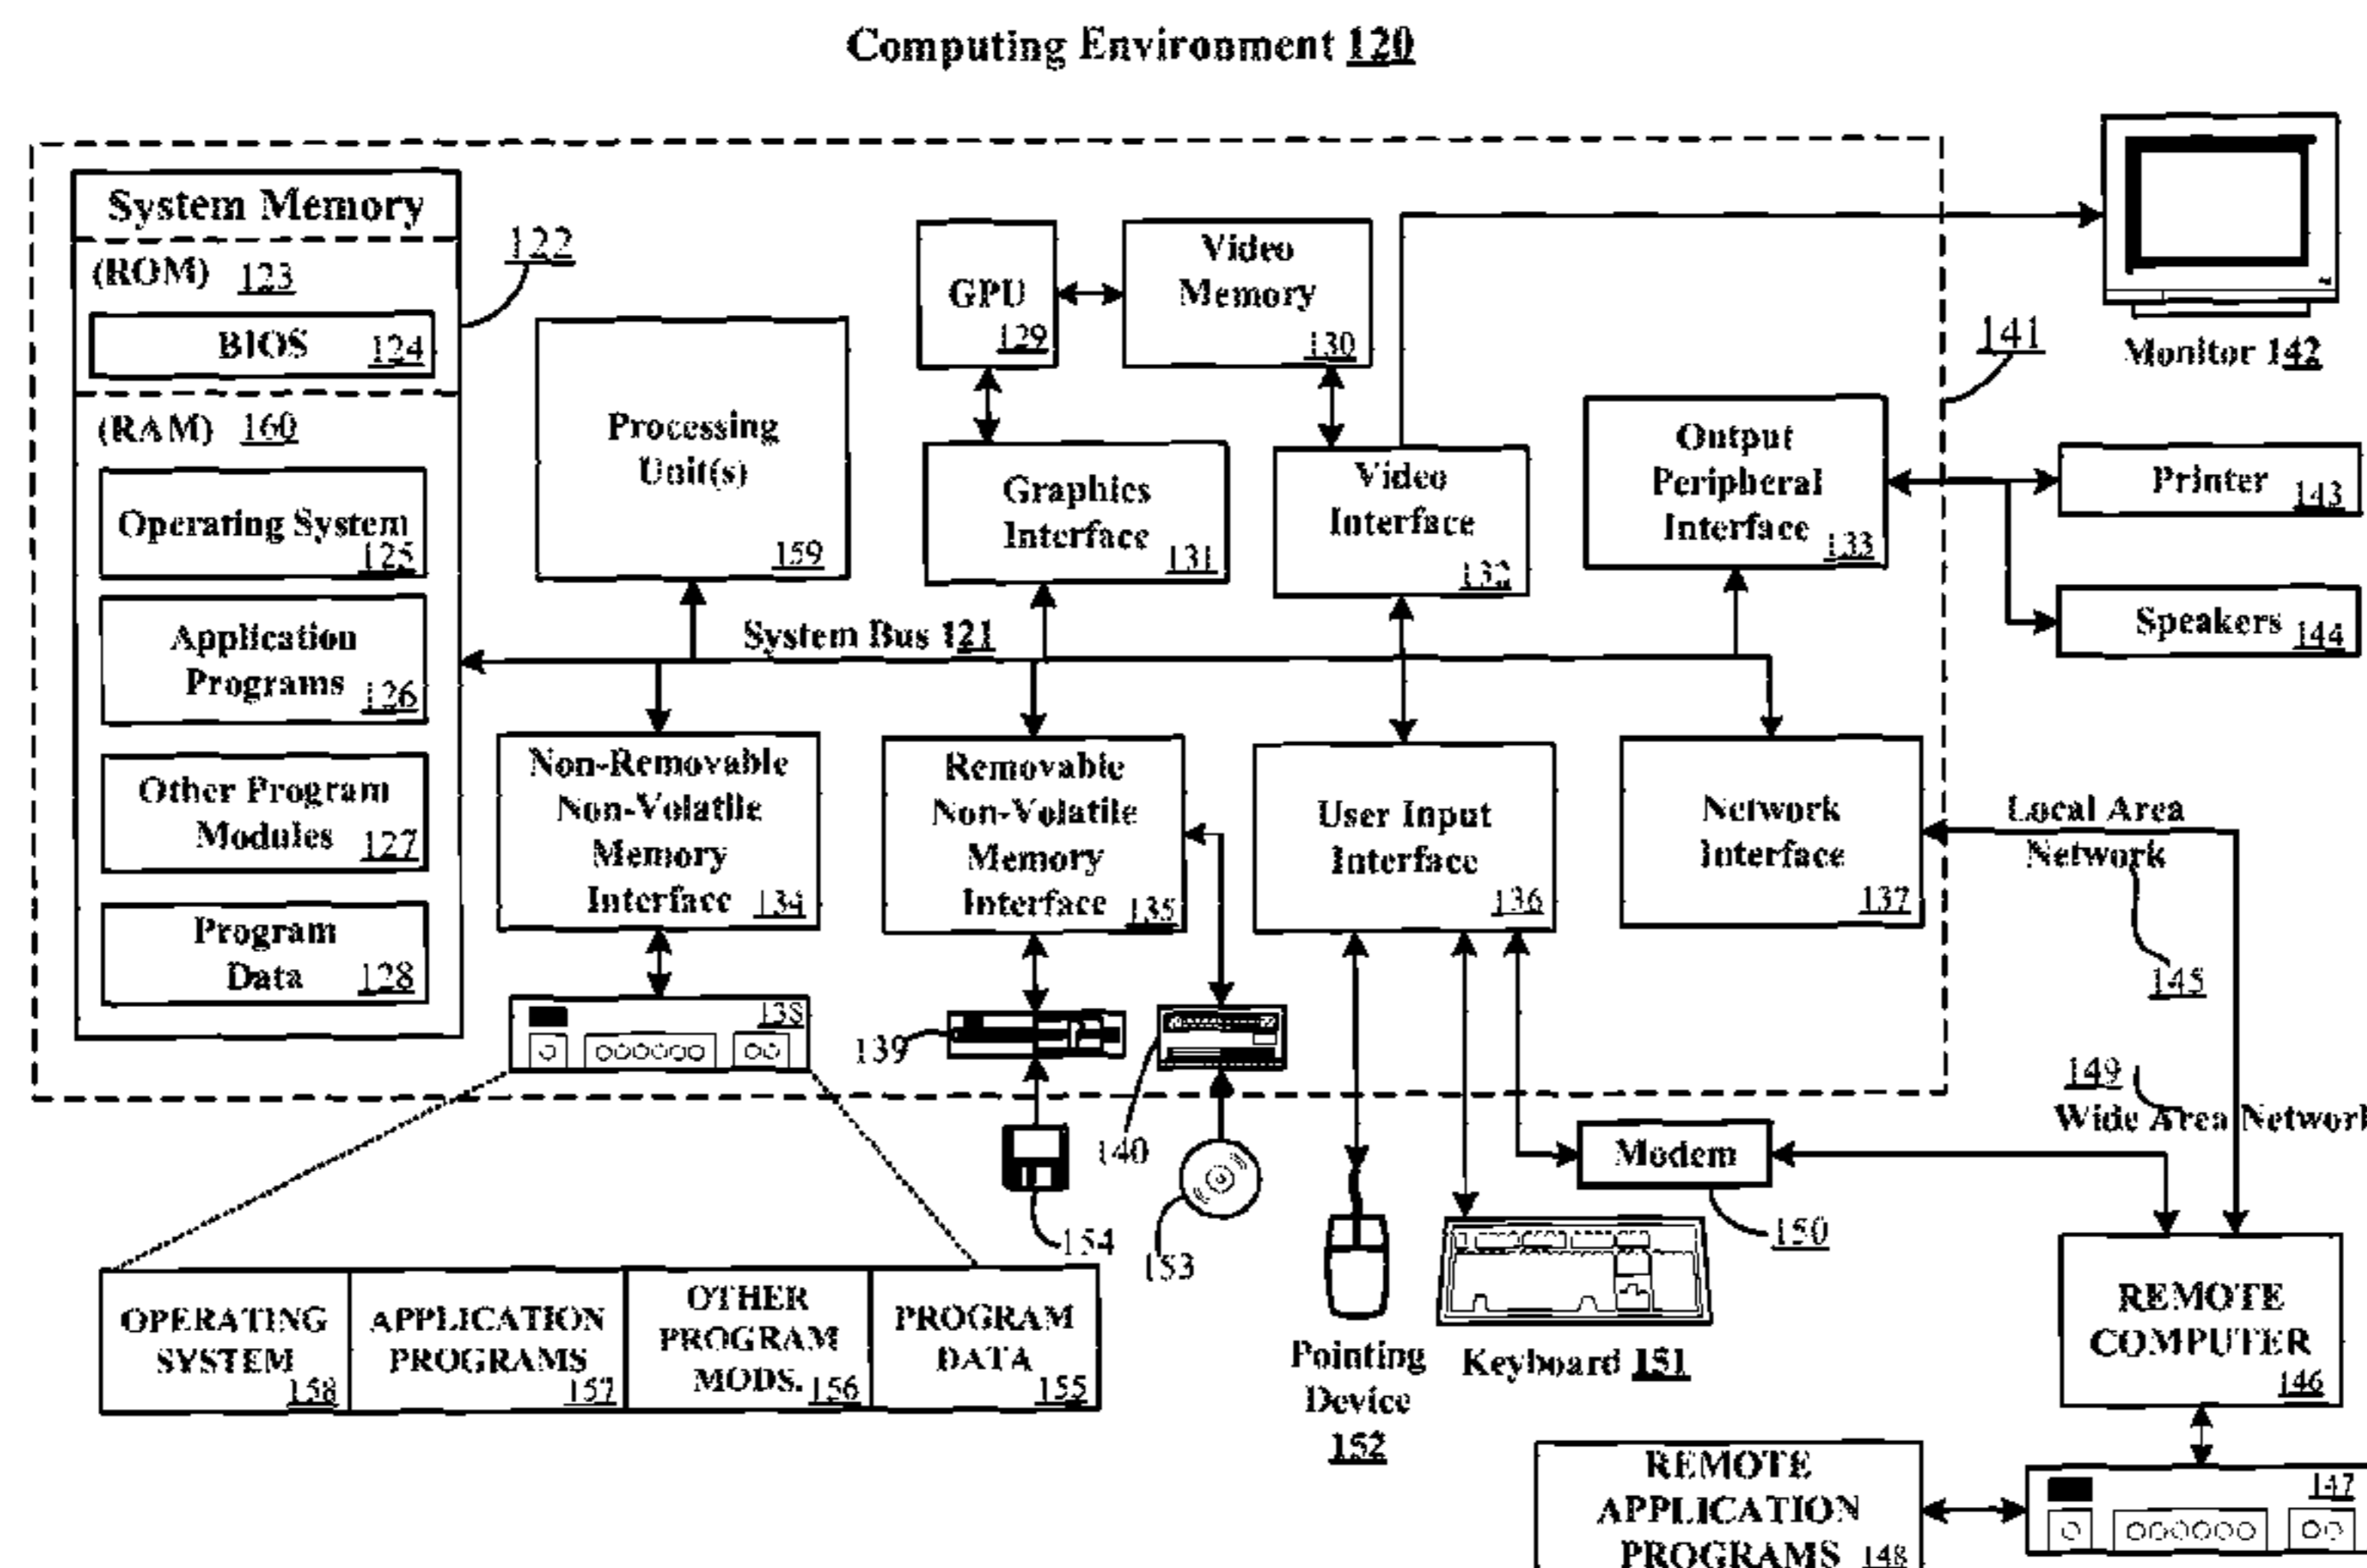 Computing Environment 120
System Memory
(ROM) 123
BIOS 124
122
(RAM) 160
Operating System
125
Application
Programs
126
Other Program
Modules 127
Program
Data 128
Processing
Unit(s)
159
GPU
129
Video
Memory
130
Graphics
Interface
131
Video
Interface
132
Output
Peripheral
Interface 133
141
Monitor 142
Printer 143
Speakers 144
System Bus 121
Non-Removable
Non-Volatile
Memory
Interface 134
Removable
Non-Volatile
Memory
Interface 135
User Input
Interface
136
Network
Interface
137
Local Area
Network
145
138
139
140
149
Wide Area Network
Modem
150
154
153
OPERATING
SYSTEM
158
APPLICATION
PROGRAMS
157
OTHER
PROGRAM
MODS. 156
PROGRAM
DATA
155
Pointing
Device
152
Keyboard 151
REMOTE
COMPUTER
146
REMOTE
APPLICATION
PROGRAMS 148
147